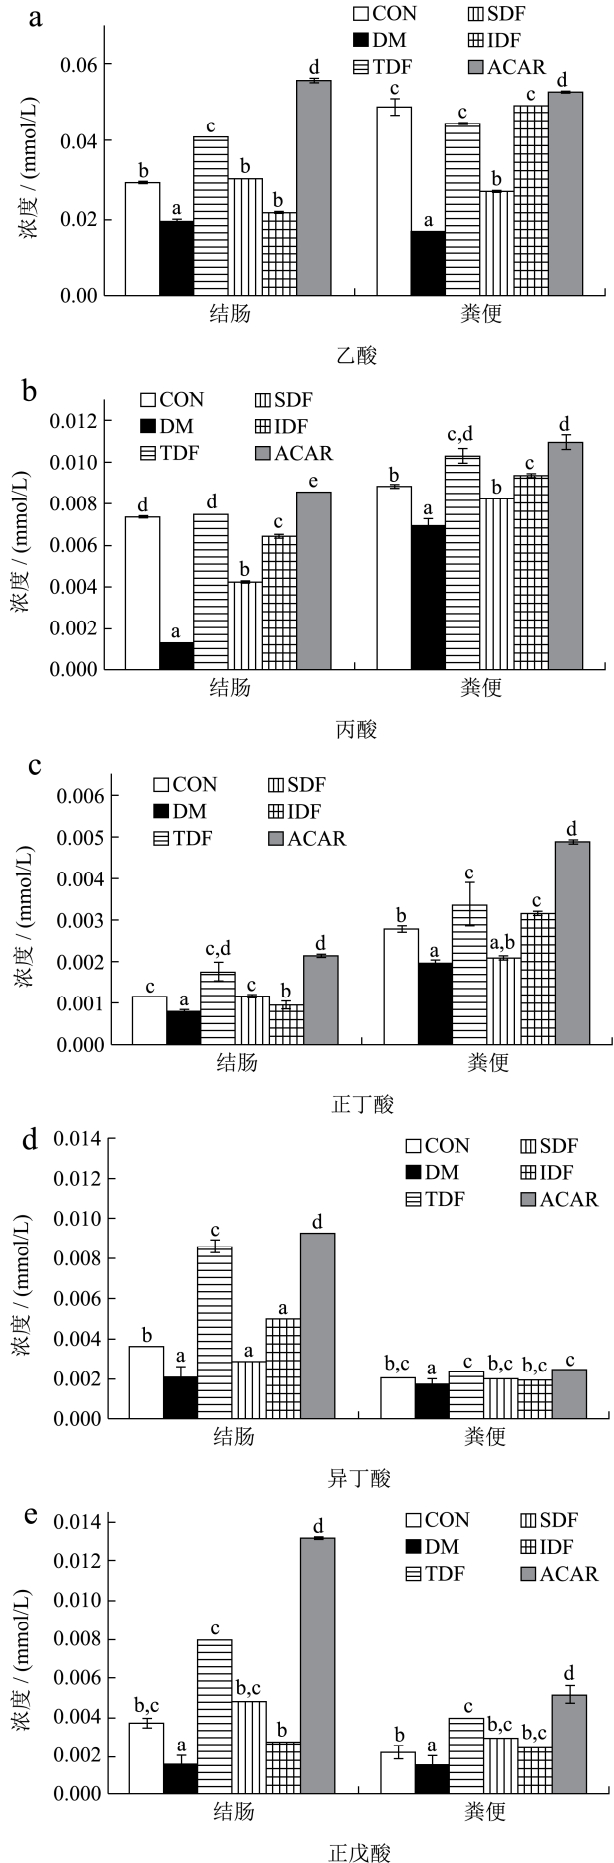 a
CON SDF
DM IDF
TDF ACAR
浓度 / (mmol/L)
0.06
0.04
0.02
0.00
b a c b b d
c a c b c d
结肠 粪便
乙酸
b
CON SDF
DM IDF
TDF ACAR
浓度 / (mmol/L)
0.012
0.010
0.008
0.006
0.004
0.002
0.000
d a d b c e
b a c,d b c d
结肠 粪便
丙酸
c
CON SDF
DM IDF
TDF ACAR
浓度 / (mmol/L)
0.006
0.005
0.004
0.003
0.002
0.001
0.000
c a c,d c b d
b a c a,b c d
结肠 粪便
正丁酸
d
CON SDF
DM IDF
TDF ACAR
浓度 / (mmol/L)
0.014
0.010
0.008
0.006
0.004
0.002
0.000
b a c a a d
b,c a c b,c b,c c
结肠 粪便
异丁酸
e
CON SDF
DM IDF
TDF ACAR
浓度 / (mmol/L)
0.014
0.012
0.010
0.008
0.006
0.004
0.002
0.000
b,c a c b,c b d
b a c b,c b,c d
结肠 粪便
正戊酸